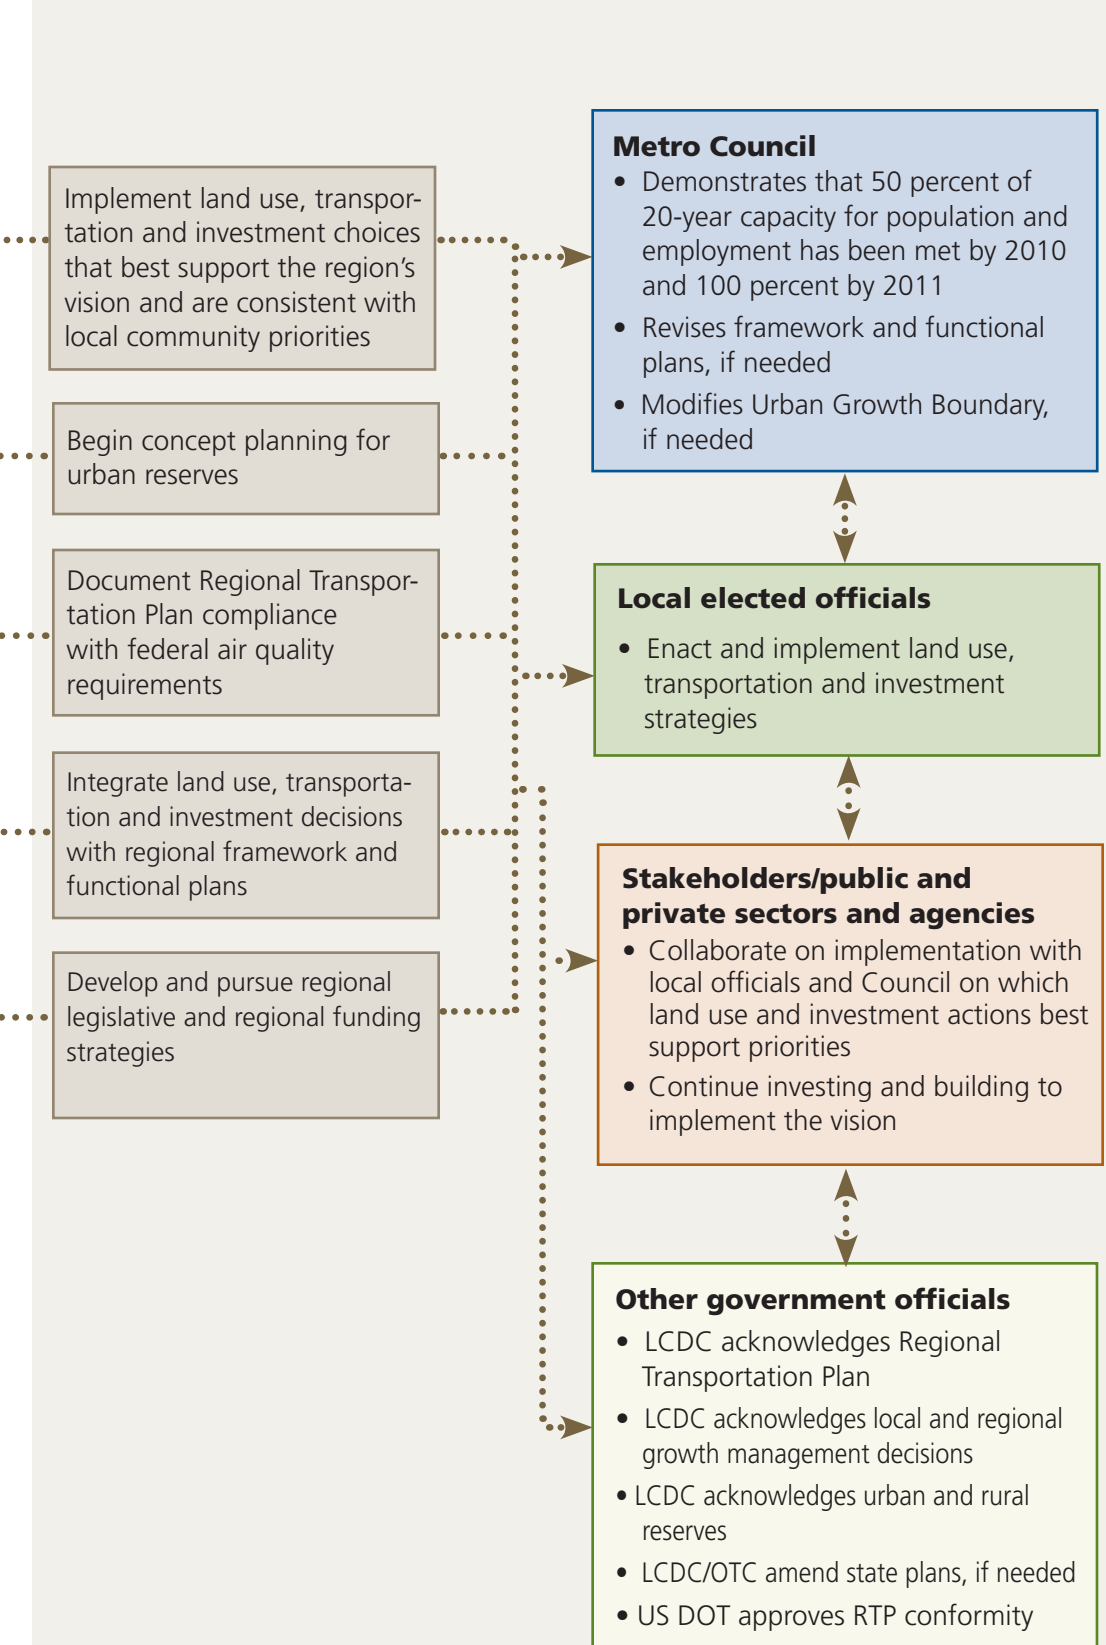 Implement land use, transpor-
tation and investment choices
that best support the region's
vision and are consistent with
local community priorities
Begin concept planning for
urban reserves
Document Regional Transpor-
tation Plan compliance
with federal air quality
requirements
Integrate land use, transporta-
tion and investment decisions
with regional framework and
functional plans
Develop and pursue regional
legislative and regional funding
strategies
Metro Council
• Demonstrates that 50 percent of
20-year capacity for population and
employment has been met by 2010
and 100 percent by 2011
• Revises framework and functional
plans, if needed
• Modifies Urban Growth Boundary,
if needed
Local elected officials
• Enact and implement land use,
transportation and investment
strategies
Stakeholders/public and
private sectors and agencies
• Collaborate on implementation with
local officials and Council on which
land use and investment actions best
support priorities
• Continue investing and building to
implement the vision
Other government officials
• LCDC acknowledges Regional
Transportation Plan
• LCDC acknowledges local and regional
growth management decisions
• LCDC acknowledges urban and rural
reserves
• LCDC/OTC amend state plans, if needed
• US DOT approves RTP conformity